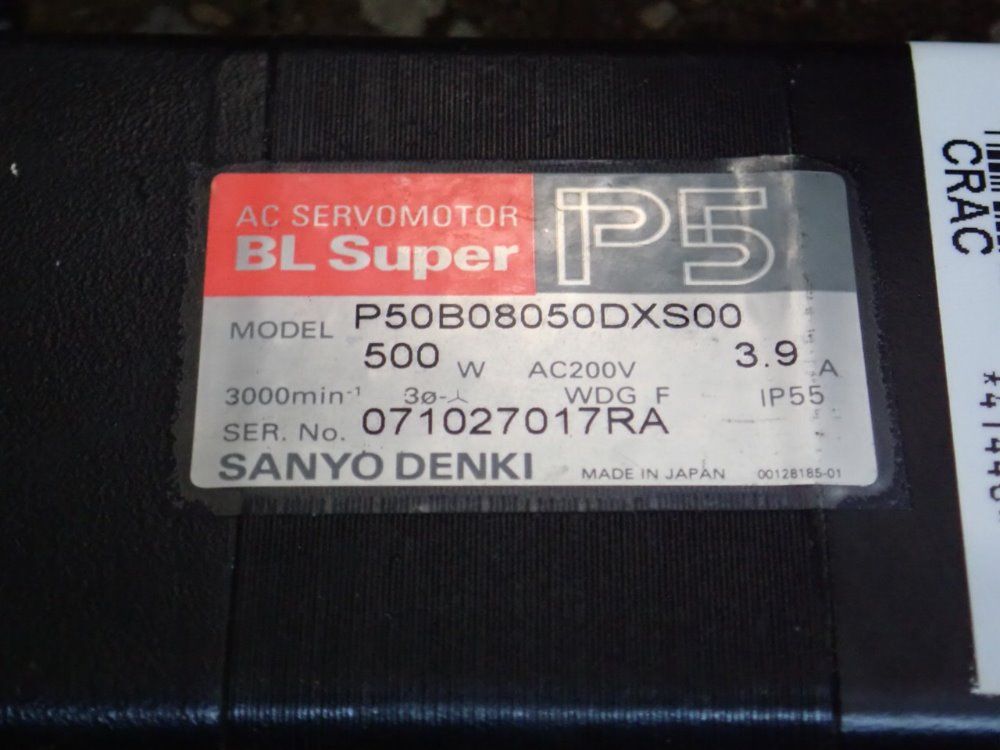 AC SERVOMOTOR
BL Super
P5
MODEL P50B08050DXS00
500 W AC200V 3.9 A
3000min⁻¹ 3ø-⅄ WDG F IP55
SER. No. 071027017RA
SANYO DENKI MADE IN JAPAN 00128185-01
CRAC